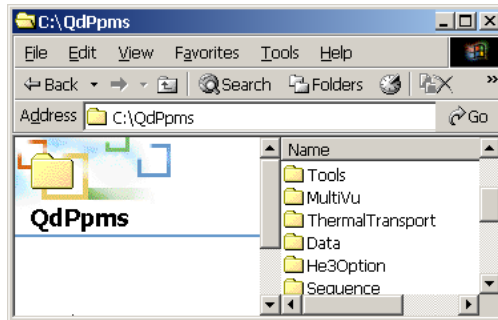 C:\QdPpms
File Edit View Favorites Tools Help
Back Search Folders »
Address C:\QdPpms Go
Name
Tools
MultiVu
QdPpms
ThermalTransport
Data
He3Option
Sequence